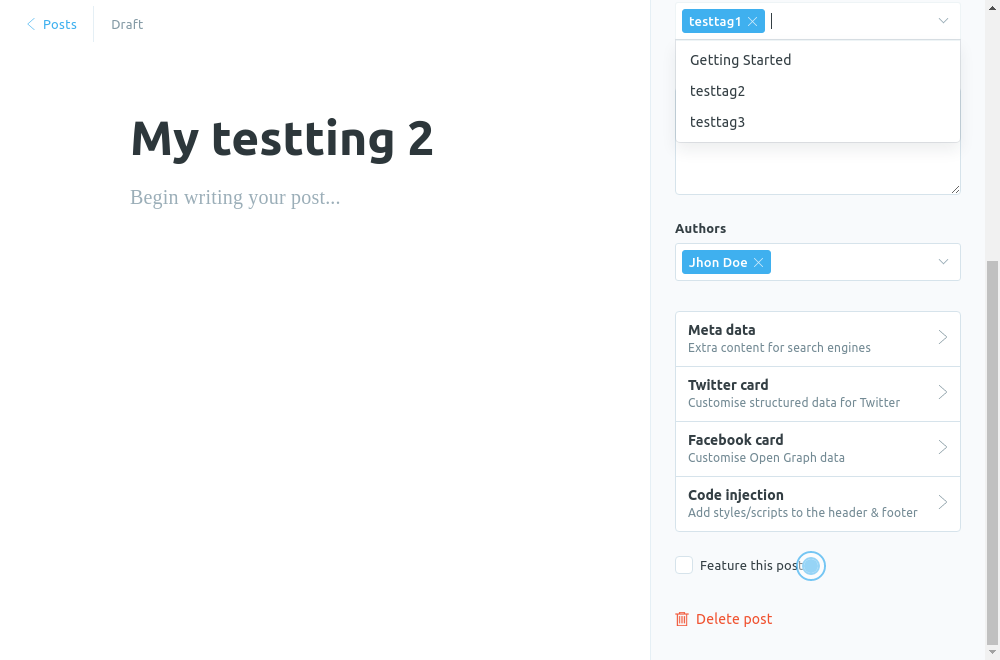 Posts
Draft
My testting 2
Begin writing your post...
testtag1
Getting Started
testtag2
testtag3
Authors
Jhon Doe
Meta data
Extra content for search engines
Twitter card
Customise structured data for Twitter
Facebook card
Customise Open Graph data
Code injection
Add styles/scripts to the header & footer
Feature this post
Delete post